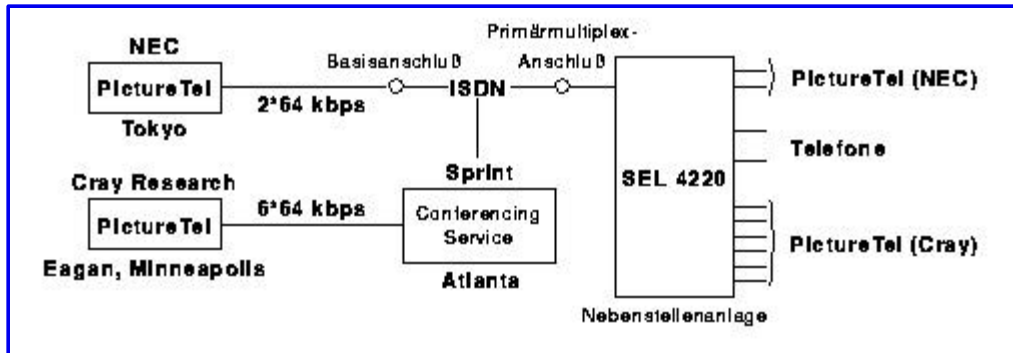 NEC
PictureTel
Tokyo
2*64 kbps
Basisanschluß
ISDN
Primärmultiplex-
Anschluß
SEL 4220
Nebenstellenanlage
PictureTel (NEC)
Telefone
PictureTel (Cray)
Cray Research
PictureTel
Eagan, Minneapolis
6*64 kbps
Sprint
Conferencing
Service
Atlanta